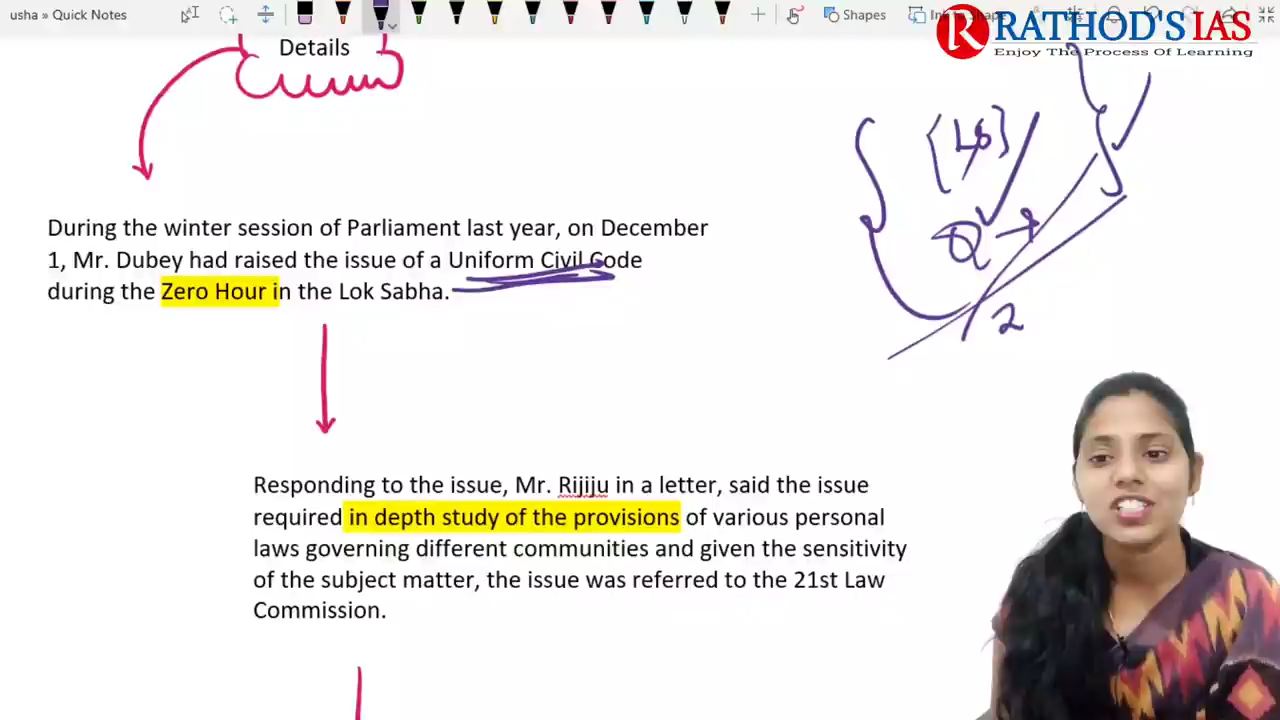 usha » Quick Notes
Shapes
RATHOD'S IAS
Enjoy The Process Of Learning
Details
{LS}
Q
2
During the winter session of Parliament last year, on December
1, Mr. Dubey had raised the issue of a Uniform Civil Code
during the Zero Hour in the Lok Sabha.
Responding to the issue, Mr. Rijiju in a letter, said the issue
required in depth study of the provisions of various personal
laws governing different communities and given the sensitivity
of the subject matter, the issue was referred to the 21st Law
Commission.